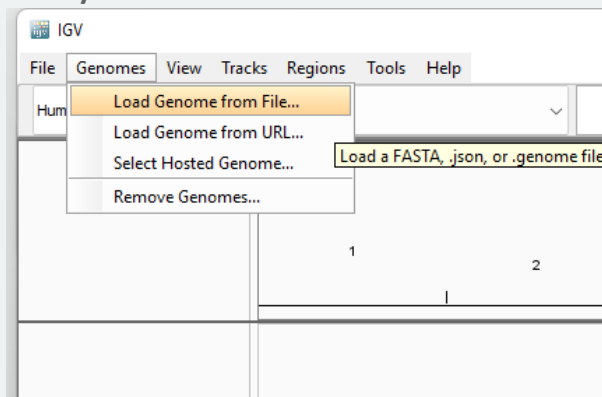 IGV
File Genomes View Tracks Regions Tools Help
Hum
Load Genome from File...
Load Genome from URL...
Select Hosted Genome...
Load a FASTA, .json, or .genome file
Remove Genomes...
1
2